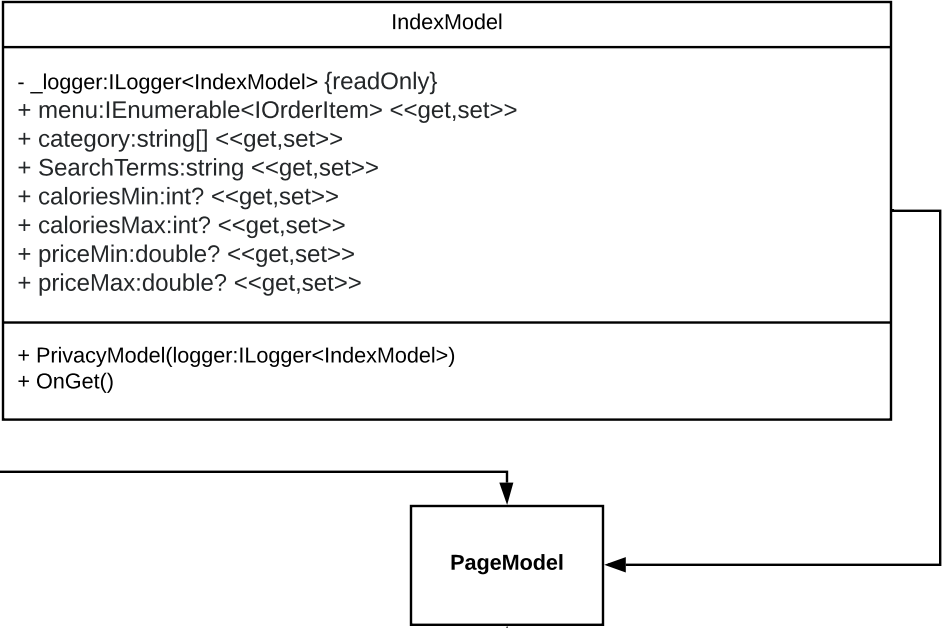 IndexModel
- _logger:ILogger<IndexModel> {readOnly}
+ menu:IEnumerable<IOrderItem> <<get,set>>
+ category:string[] <<get,set>>
+ SearchTerms:string <<get,set>>
+ caloriesMin:int? <<get,set>>
+ caloriesMax:int? <<get,set>>
+ priceMin:double? <<get,set>>
+ priceMax:double? <<get,set>>
+ PrivacyModel(logger:ILogger<IndexModel>)
+ OnGet()
PageModel